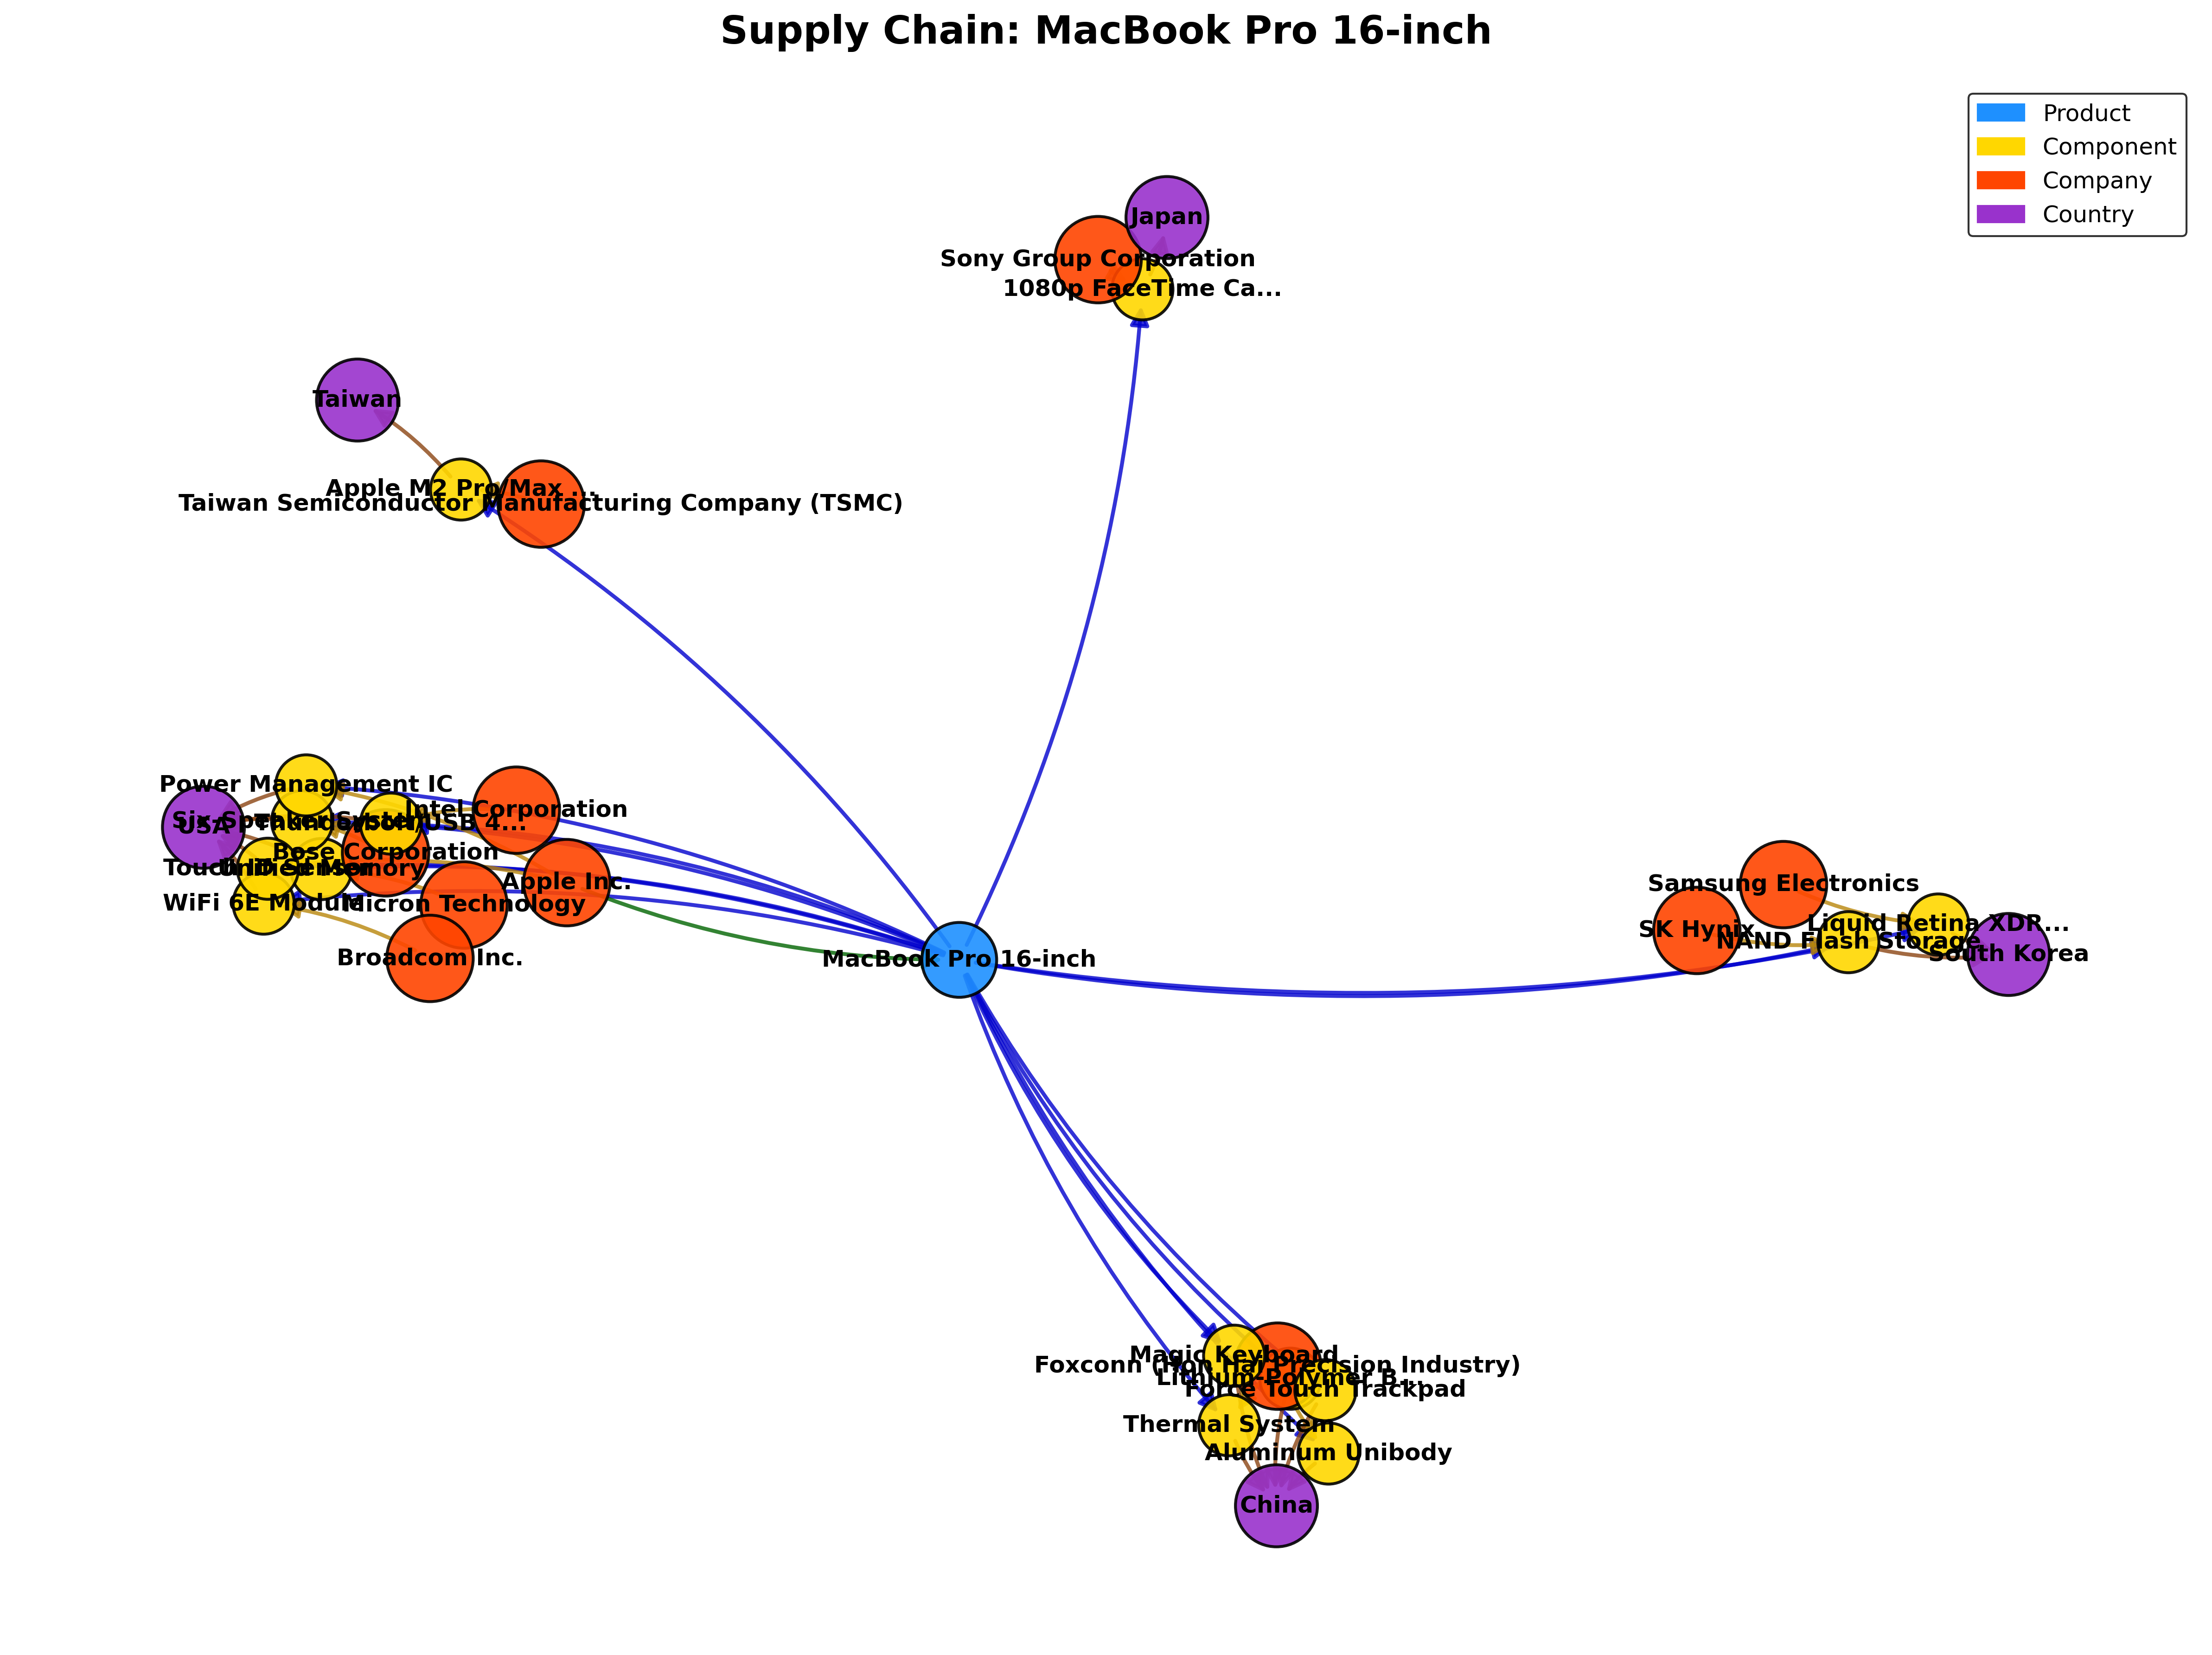 Supply Chain: MacBook Pro 16-inch
Product
Component
Company
Country
Japan
Sony Group Corporation
1080p FaceTime Ca...
Taiwan
Apple M2 Pro/Max ...
Taiwan Semiconductor Manufacturing Company (TSMC)
Power Management IC
Intel Corporation
USA
Six-Speaker System
Thunderbolt/USB 4...
Bose Corporation
Touch ID Sensor
Unified Memory
Apple Inc.
WiFi 6E Module
Micron Technology
Broadcom Inc.
MacBook Pro 16-inch
Samsung Electronics
SK Hynix
Liquid Retina XDR...
NAND Flash Storage
South Korea
Magic Keyboard
Foxconn (Hon Hai Precision Industry)
Lithium-Polymer B...
Force Touch Trackpad
Thermal System
Aluminum Unibody
China